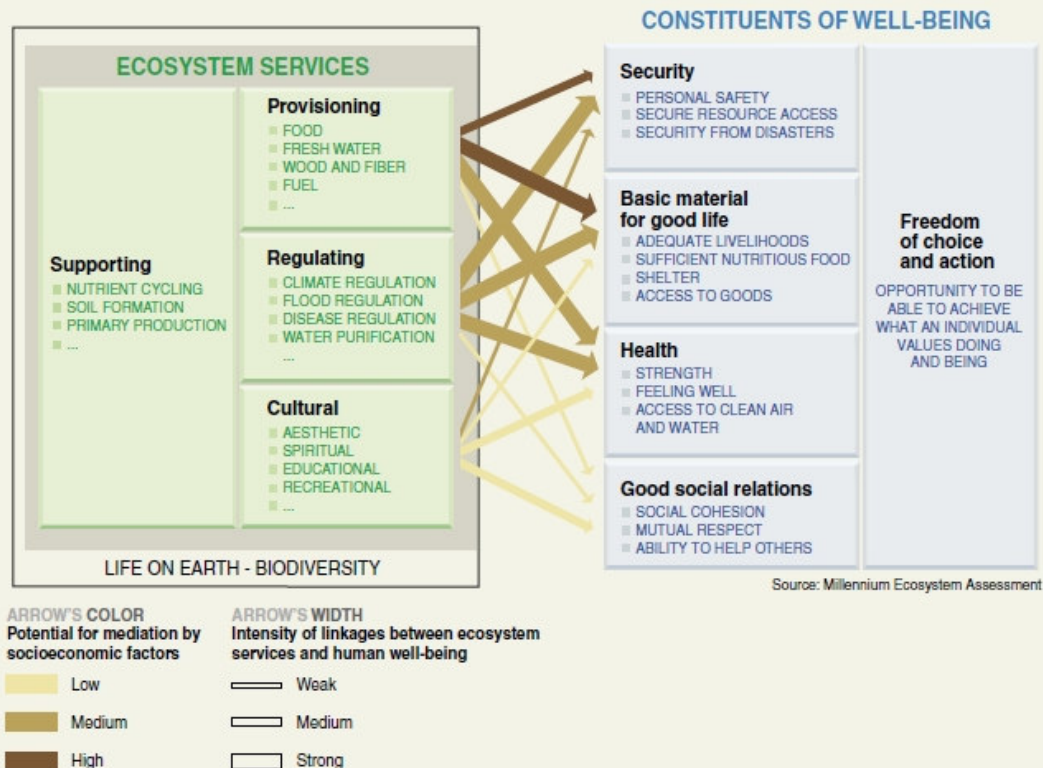 CONSTITUENTS OF WELL-BEING
ECOSYSTEM SERVICES
Supporting
NUTRIENT CYCLING
SOIL FORMATION
PRIMARY PRODUCTION
...
Provisioning
FOOD
FRESH WATER
WOOD AND FIBER
FUEL
...
Regulating
CLIMATE REGULATION
FLOOD REGULATION
DISEASE REGULATION
WATER PURIFICATION
...
Cultural
AESTHETIC
SPIRITUAL
EDUCATIONAL
RECREATIONAL
...
LIFE ON EARTH - BIODIVERSITY
Security
PERSONAL SAFETY
SECURE RESOURCE ACCESS
SECURITY FROM DISASTERS
Basic material
for good life
ADEQUATE LIVELIHOODS
SUFFICIENT NUTRITIOUS FOOD
SHELTER
ACCESS TO GOODS
Health
STRENGTH
FEELING WELL
ACCESS TO CLEAN AIR
AND WATER
Good social relations
SOCIAL COHESION
MUTUAL RESPECT
ABILITY TO HELP OTHERS
Freedom
of choice
and action
OPPORTUNITY TO BE
ABLE TO ACHIEVE
WHAT AN INDIVIDUAL
VALUES DOING
AND BEING
Source: Millennium Ecosystem Assessment
ARROW'S COLOR
Potential for mediation by
socioeconomic factors
Low
Medium
High
ARROW'S WIDTH
Intensity of linkages between ecosystem
services and human well-being
Weak
Medium
Strong